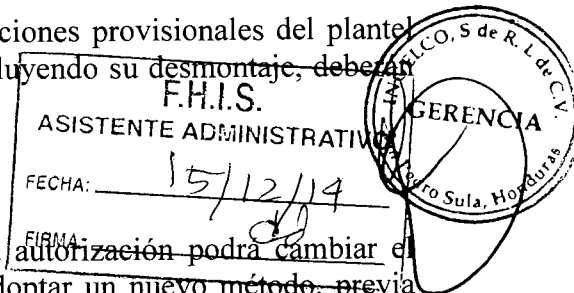 ciones provisionales del plantel
luyendo su desmontaje, deberán
F.H.I.S.
ASISTENTE ADMINISTRATIVO
FECHA: 15/12/14
FIRMA
S de R. L. de C.V.
GERENCIA
Pedro Sula, Honduras
autorización podrá cambiar el
doptar un nuevo método, previa